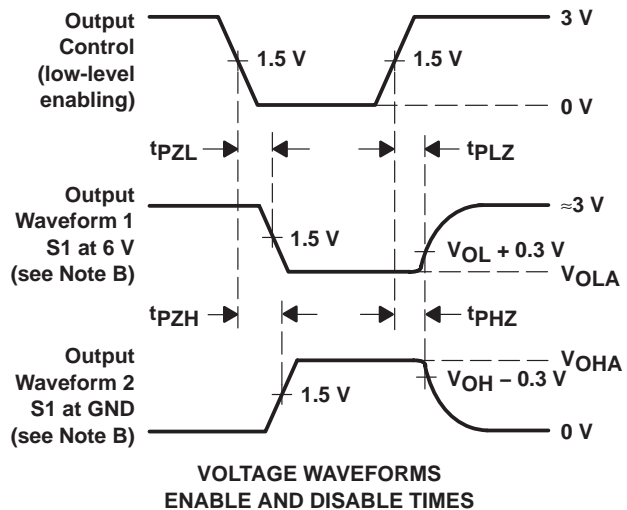 Output
Control
(low-level
enabling)
1.5 V
1.5 V
3 V
0 V
tPZL
tPLZ
Output
Waveform 1
S1 at 6 V
(see Note B)
1.5 V
≈3 V
VOL + 0.3 V
VOLA
tPZH
tPHZ
Output
Waveform 2
S1 at GND
(see Note B)
1.5 V
VOHA
VOH − 0.3 V
0 V
VOLTAGE WAVEFORMS
ENABLE AND DISABLE TIMES